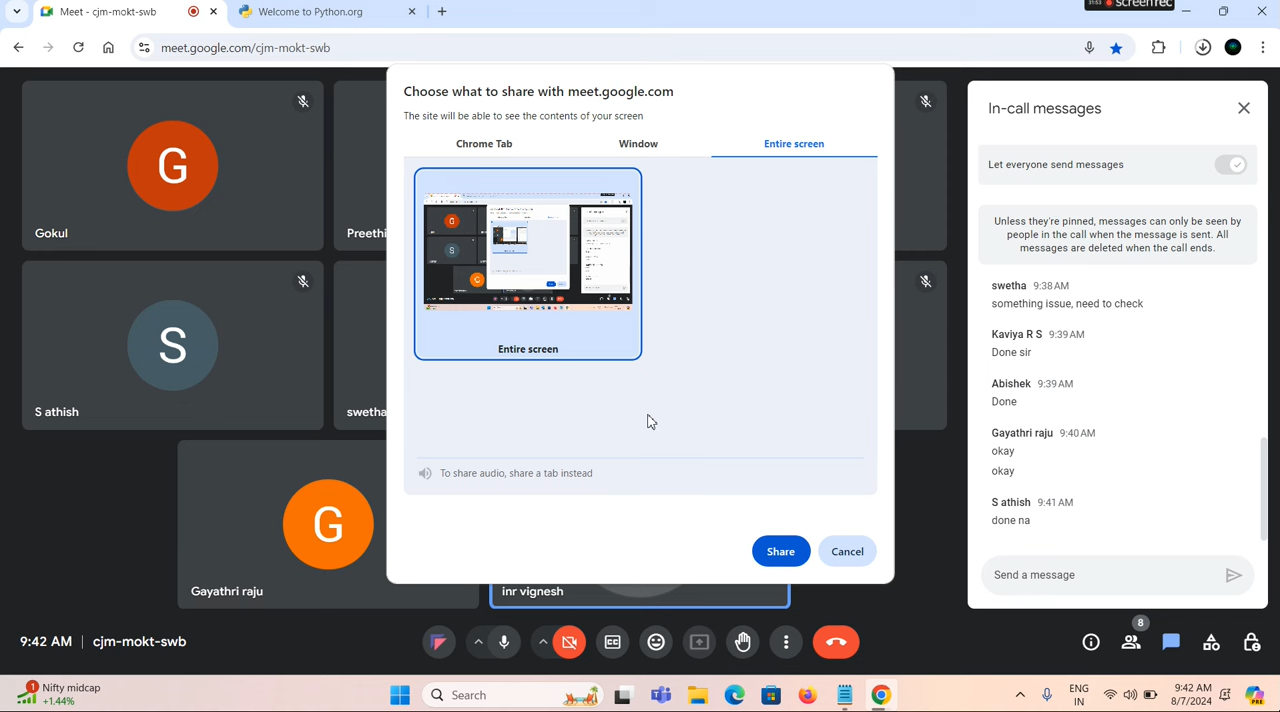 Meet - cjm-mokt-swb
Welcome to Python.org
31:53 screen rec
meet.google.com/cjm-mokt-swb
Choose what to share with meet.google.com
The site will be able to see the contents of your screen
Chrome Tab
Window
Entire screen
Entire screen
To share audio, share a tab instead
Share
Cancel
G
Gokul
Preethi
S
S athish
swetha
G
Gayathri raju
inr vignesh
In-call messages
Let everyone send messages
Unless they're pinned, messages can only be seen by
people in the call when the message is sent. All
messages are deleted when the call ends.
swetha 9:38 AM
something issue, need to check
Kaviya R S 9:39 AM
Done sir
Abishek 9:39 AM
Done
Gayathri raju 9:40 AM
okay
okay
S athish 9:41 AM
done na
Send a message
9:42 AM cjm-mokt-swb
8
1
Nifty midcap
+1.44%
Search
ENG
IN
9:42 AM
8/7/2024
PRE